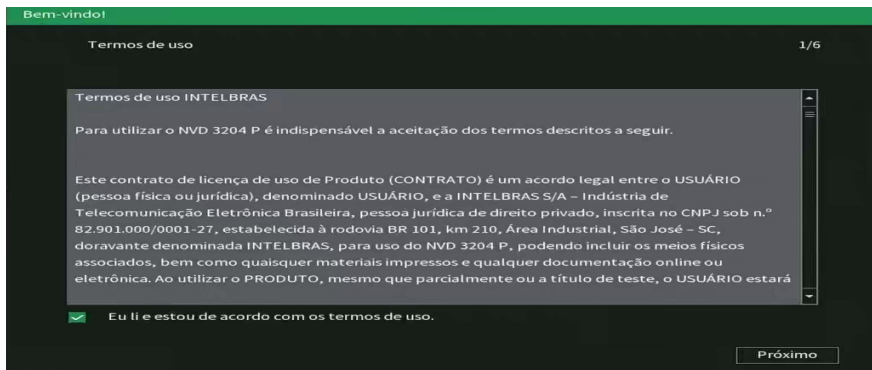 Bem-vindo!
Termos de uso 1/6
Termos de uso INTELBRAS
Para utilizar o NVD 3204 P é indispensável a aceitação dos termos descritos a seguir.
Este contrato de licença de uso de Produto (CONTRATO) é um acordo legal entre o USUÁRIO
(pessoa física ou jurídica), denominado USUÁRIO, e a INTELBRAS S/A – Indústria de
Telecomunicação Eletrônica Brasileira, pessoa jurídica de direito privado, inscrita no CNPJ sob n.º
82.901.000/0001-27, estabelecida à rodovia BR 101, km 210, Área Industrial, São José – SC,
doravante denominada INTELBRAS, para uso do NVD 3204 P, podendo incluir os meios físicos
associados, bem como quaisquer materiais impressos e qualquer documentação online ou
eletrônica. Ao utilizar o PRODUTO, mesmo que parcialmente ou a título de teste, o USUÁRIO estará
Eu li e estou de acordo com os termos de uso.
Próximo